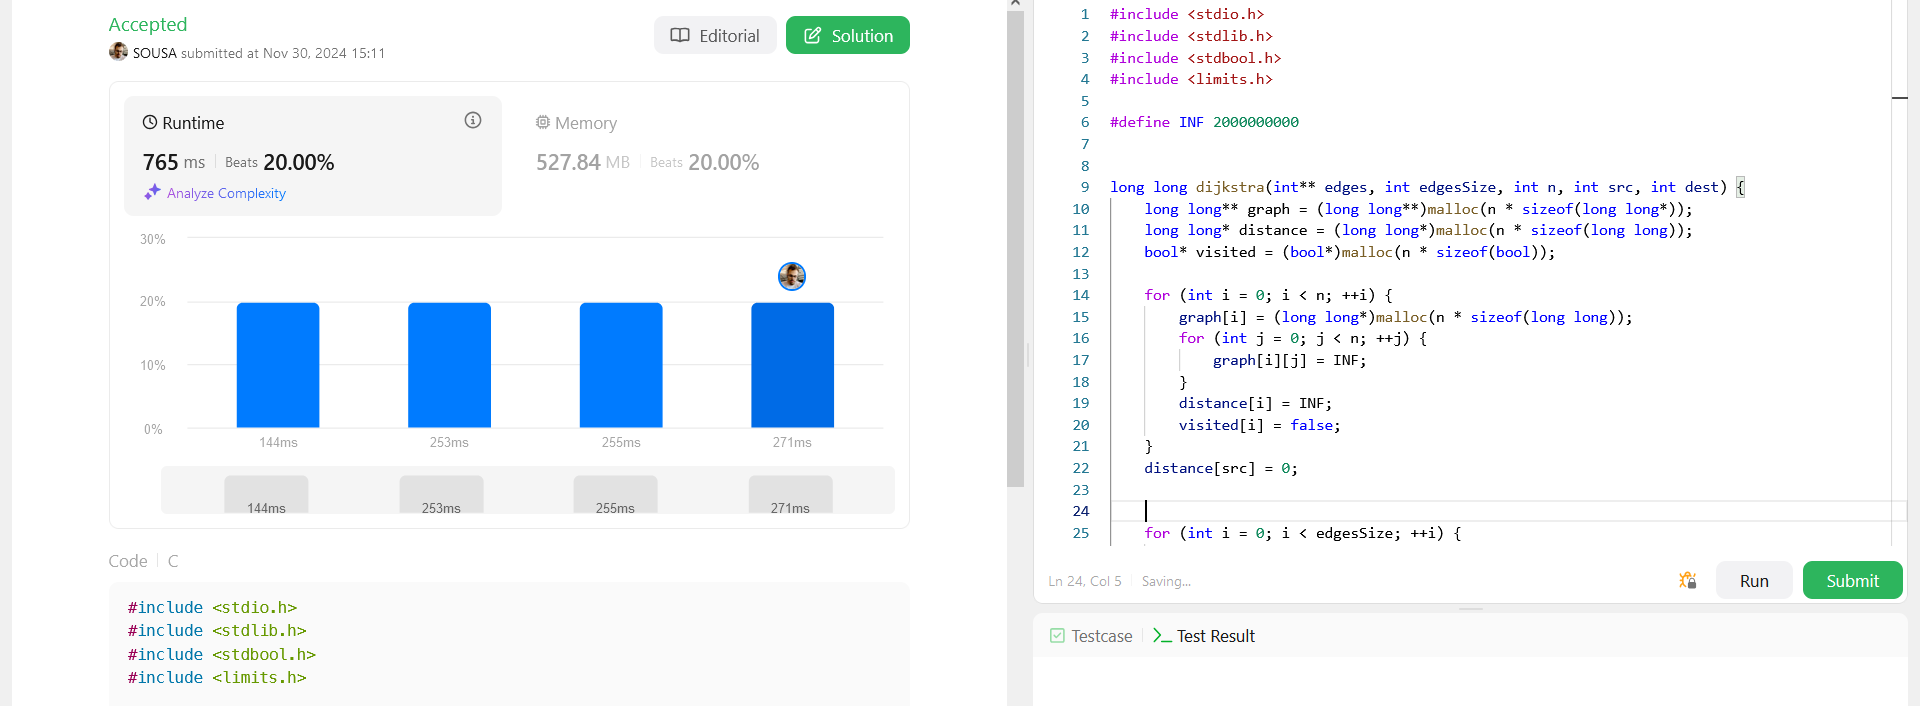 Accepted
SOUSA submitted at Nov 30, 2024 15:11
Editorial
Solution
Runtime
765 ms Beats 20.00%
Analyze Complexity
Memory
527.84 MB Beats 20.00%
30%
20%
10%
0%
144ms 253ms 255ms 271ms
144ms 253ms 255ms 271ms
Code C
#include <stdio.h>
#include <stdlib.h>
#include <stdbool.h>
#include <limits.h>
1 #include <stdio.h>
2 #include <stdlib.h>
3 #include <stdbool.h>
4 #include <limits.h>
5
6 #define INF 2000000000
7
8
9 long long dijkstra(int** edges, int edgesSize, int n, int src, int dest) {
10 long long** graph = (long long**)malloc(n * sizeof(long long*));
11 long long* distance = (long long*)malloc(n * sizeof(long long));
12 bool* visited = (bool*)malloc(n * sizeof(bool));
13
14 for (int i = 0; i < n; ++i) {
15 graph[i] = (long long*)malloc(n * sizeof(long long));
16 for (int j = 0; j < n; ++j) {
17 graph[i][j] = INF;
18 }
19 distance[i] = INF;
20 visited[i] = false;
21 }
22 distance[src] = 0;
23
24
25 for (int i = 0; i < edgesSize; ++i) {
Ln 24, Col 5 Saving...
Run
Submit
Testcase
Test Result